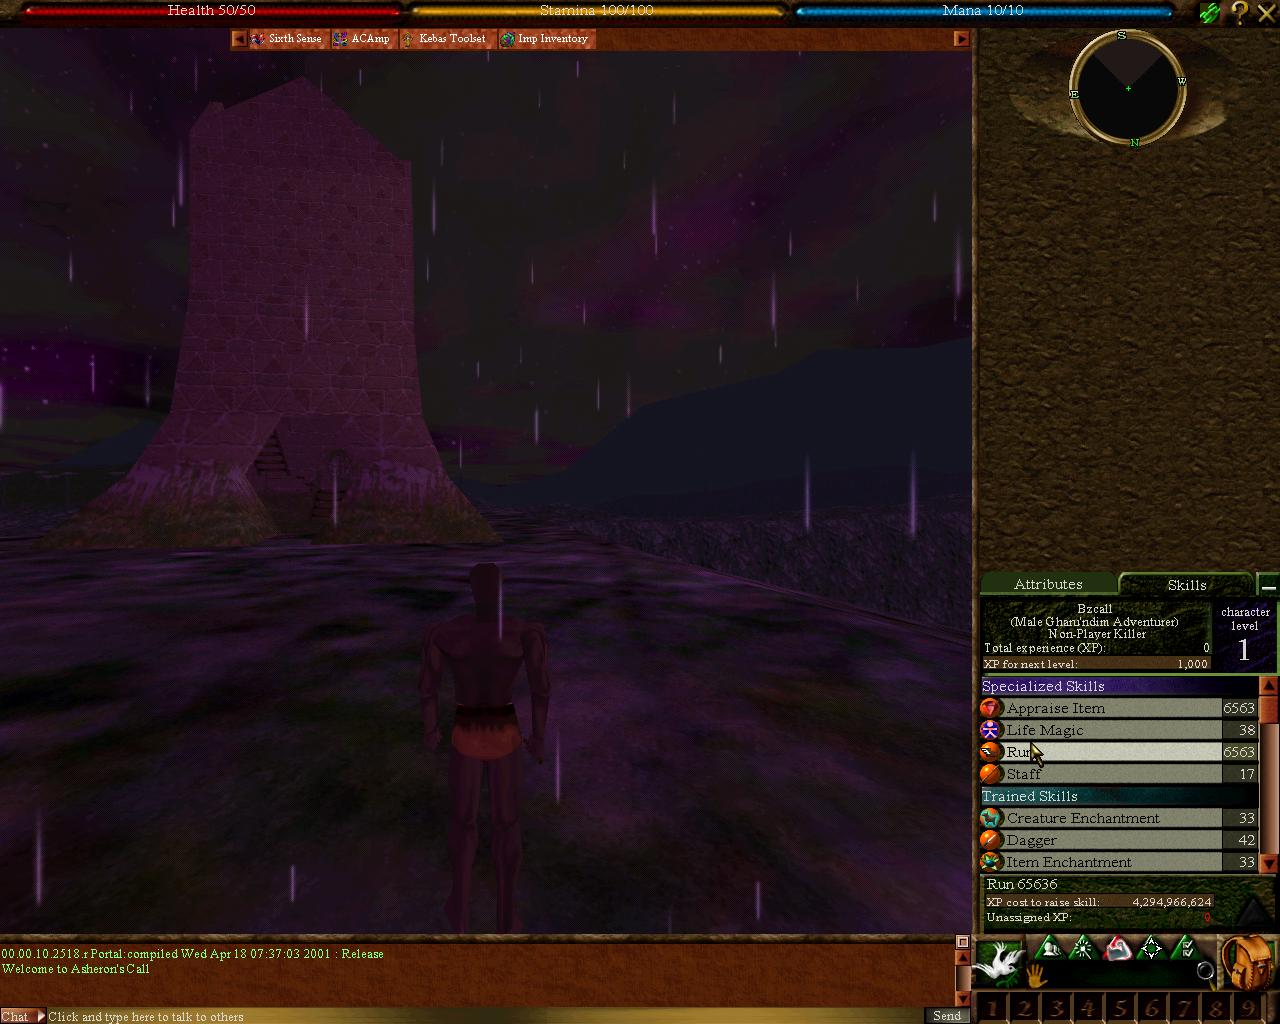 Health 50/50 Stamina 100/100 Mana 10/10
Sixth Sense ACAmp Kebas Toolset Imp Inventory
S
E W
N
Attributes Skills
Bzcall
(Male Gharu'ndim Adventurer)
Non-Player Killer
Total experience (XP): 0
XP for next level: 1,000
character
level
1
Specialized Skills
Appraise Item 6563
Life Magic 38
Run 6563
Staff 17
Trained Skills
Creature Enchantment 33
Dagger 42
Item Enchantment 33
Run 65636
XP cost to raise skill: 4,294,966,624
Unassigned XP: 0
00.00.10.2518.r Portal:compiled Wed Apr 18 07:37:03 2001 : Release
Welcome to Asheron's Call
Chat Click and type here to talk to others Send
1 2 3 4 5 6 7 8 9